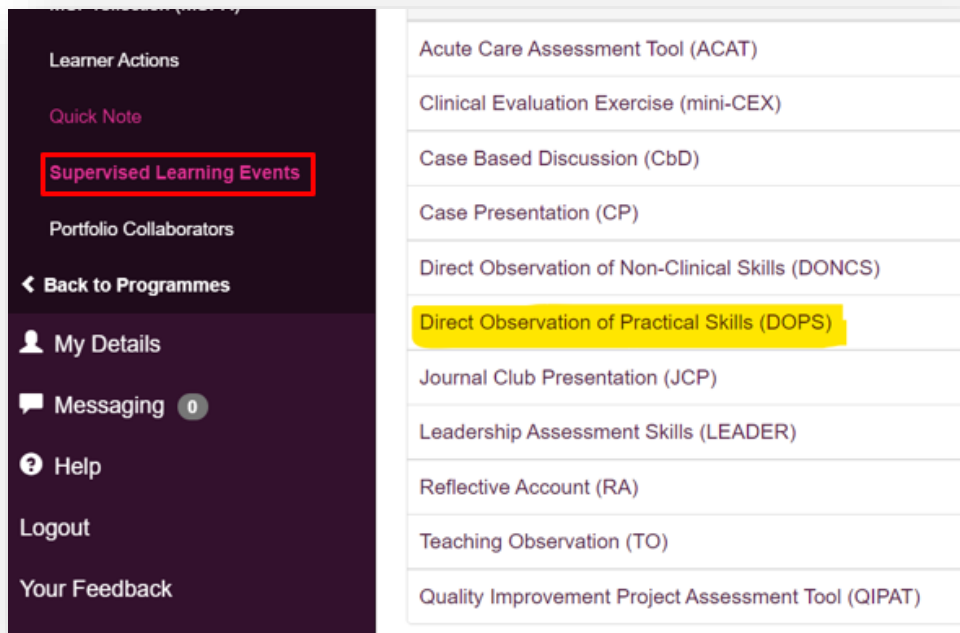 Learner Actions
Quick Note
Supervised Learning Events
Portfolio Collaborators
Back to Programmes
My Details
Messaging 0
Help
Logout
Your Feedback
Acute Care Assessment Tool (ACAT)
Clinical Evaluation Exercise (mini-CEX)
Case Based Discussion (CbD)
Case Presentation (CP)
Direct Observation of Non-Clinical Skills (DONCS)
Direct Observation of Practical Skills (DOPS)
Journal Club Presentation (JCP)
Leadership Assessment Skills (LEADER)
Reflective Account (RA)
Teaching Observation (TO)
Quality Improvement Project Assessment Tool (QIPAT)